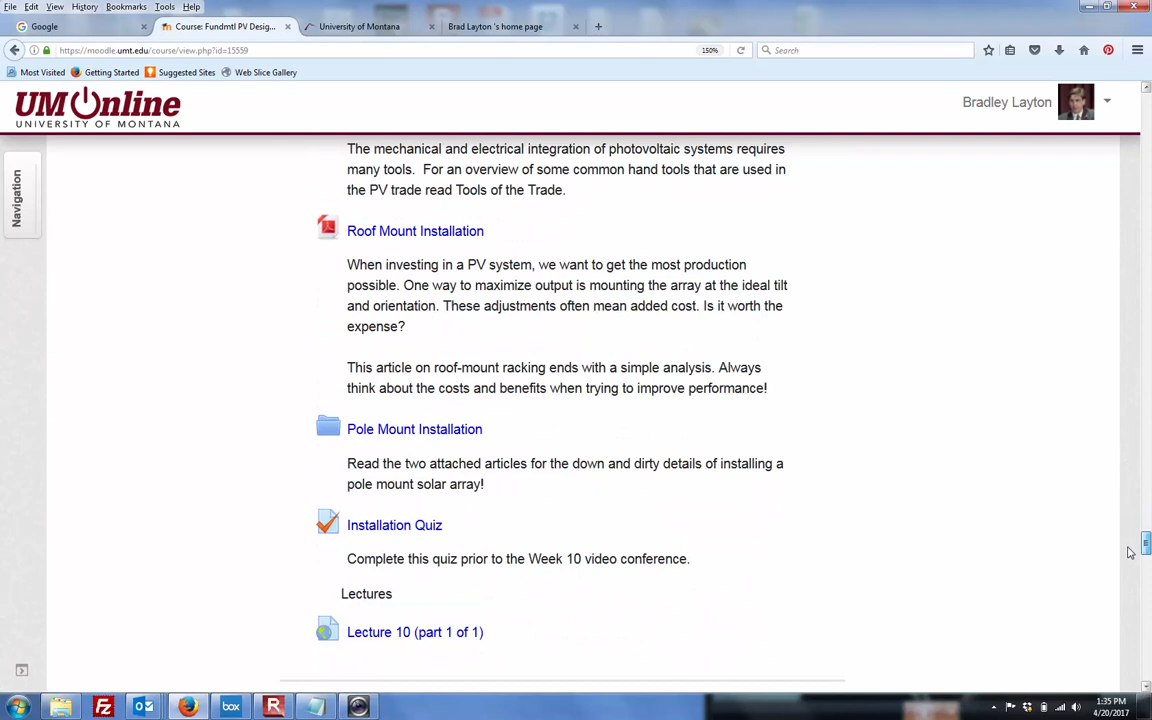 File Edit View History Bookmarks Tools Help
Google
Course: Fundmtl PV Desig...
University of Montana
Brad Layton 's home page
https://moodle.umt.edu/course/view.php?id=15559
150%
Search
Most Visited
Getting Started
Suggested Sites
Web Slice Gallery
UMOnline
UNIVERSITY OF MONTANA
Bradley Layton
Navigation
The mechanical and electrical integration of photovoltaic systems requires
many tools. For an overview of some common hand tools that are used in
the PV trade read Tools of the Trade.
Roof Mount Installation
When investing in a PV system, we want to get the most production
possible. One way to maximize output is mounting the array at the ideal tilt
and orientation. These adjustments often mean added cost. Is it worth the
expense?
This article on roof-mount racking ends with a simple analysis. Always
think about the costs and benefits when trying to improve performance!
Pole Mount Installation
Read the two attached articles for the down and dirty details of installing a
pole mount solar array!
Installation Quiz
Complete this quiz prior to the Week 10 video conference.
Lectures
Lecture 10 (part 1 of 1)
FZ
box
R
1:35 PM
4/20/2017